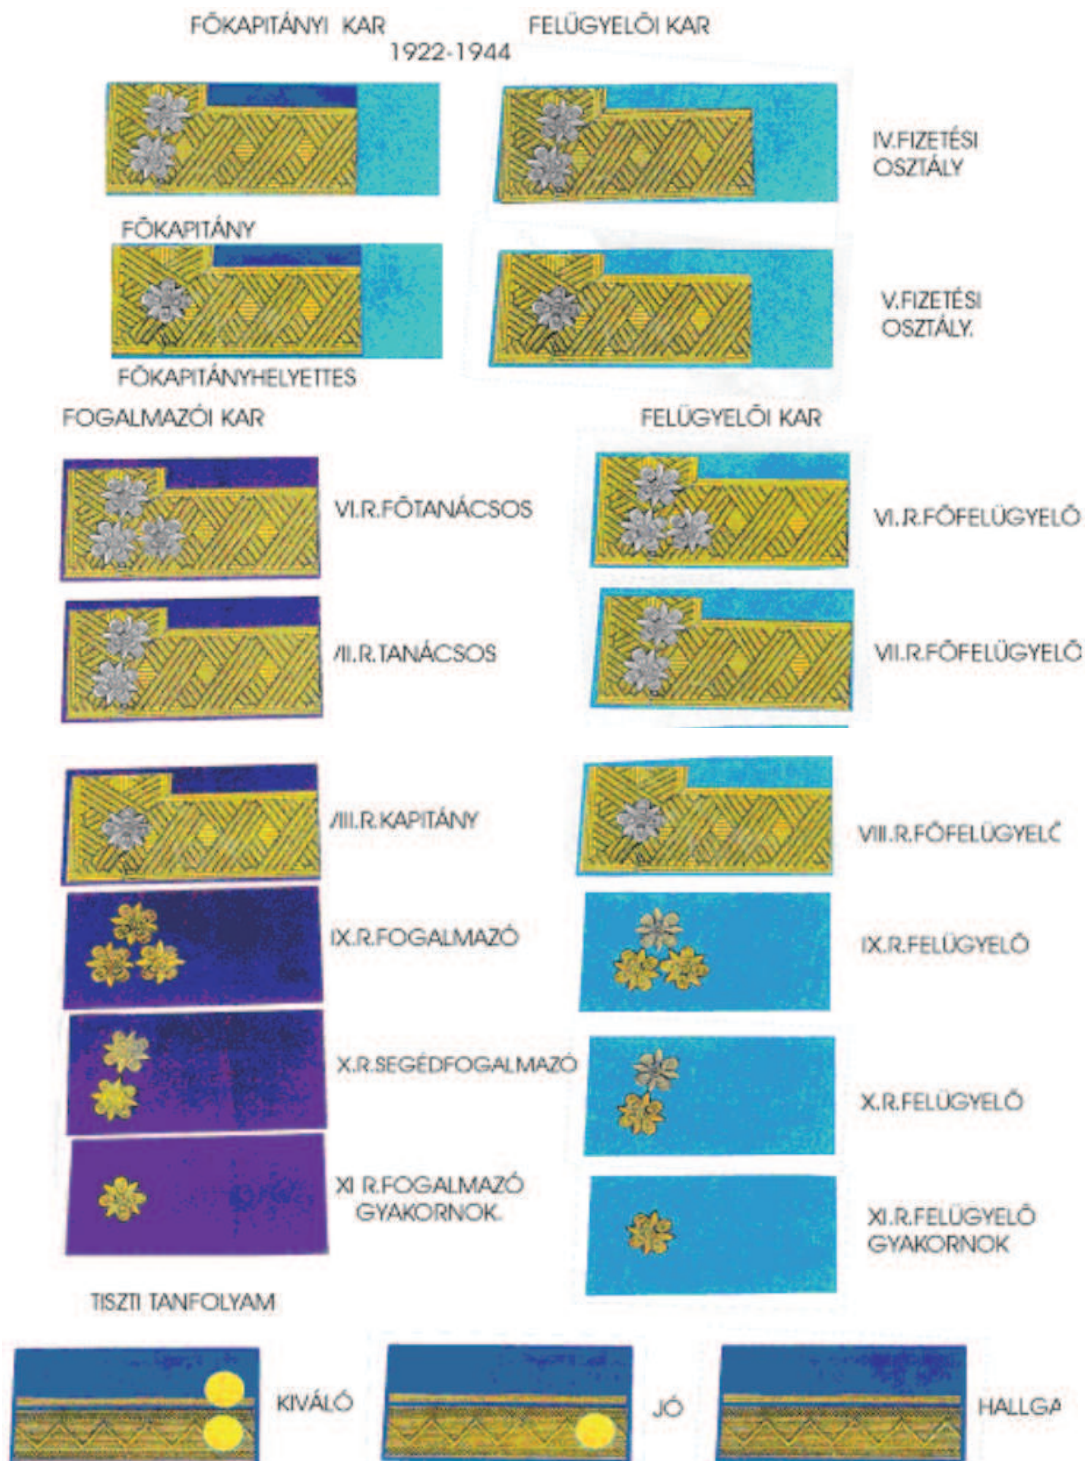 FŐKAPITÁNYI KAR
FELÜGYELŐI KAR
1922-1944
IV.FIZETÉSI
OSZTÁLY
FŐKAPITÁNY
V.FIZETÉSI
OSZTÁLY.
FŐKAPITÁNYHELYETTES
FOGALMAZÓI KAR
FELÜGYELŐI KAR
VI.R.FŐTANÁCSOS
VI.R.FŐFELÜGYELŐ
/II.R.TANÁCSOS
VII.R.FŐFELÜGYELŐ
/III.R.KAPITÁNY
VIII.R.FŐFELÜGYELŐ
IX.R.FOGALMAZÓ
IX.R.FELÜGYELŐ
X.R.SEGÉDFOGALMAZÓ
X.R.FELÜGYELŐ
XI R.FOGALMAZÓ
GYAKORNOK.
XI.R.FELÜGYELŐ
GYAKORNOK
TISZTI TANFOLYAM
KIVÁLÓ
JÓ
HALLGA